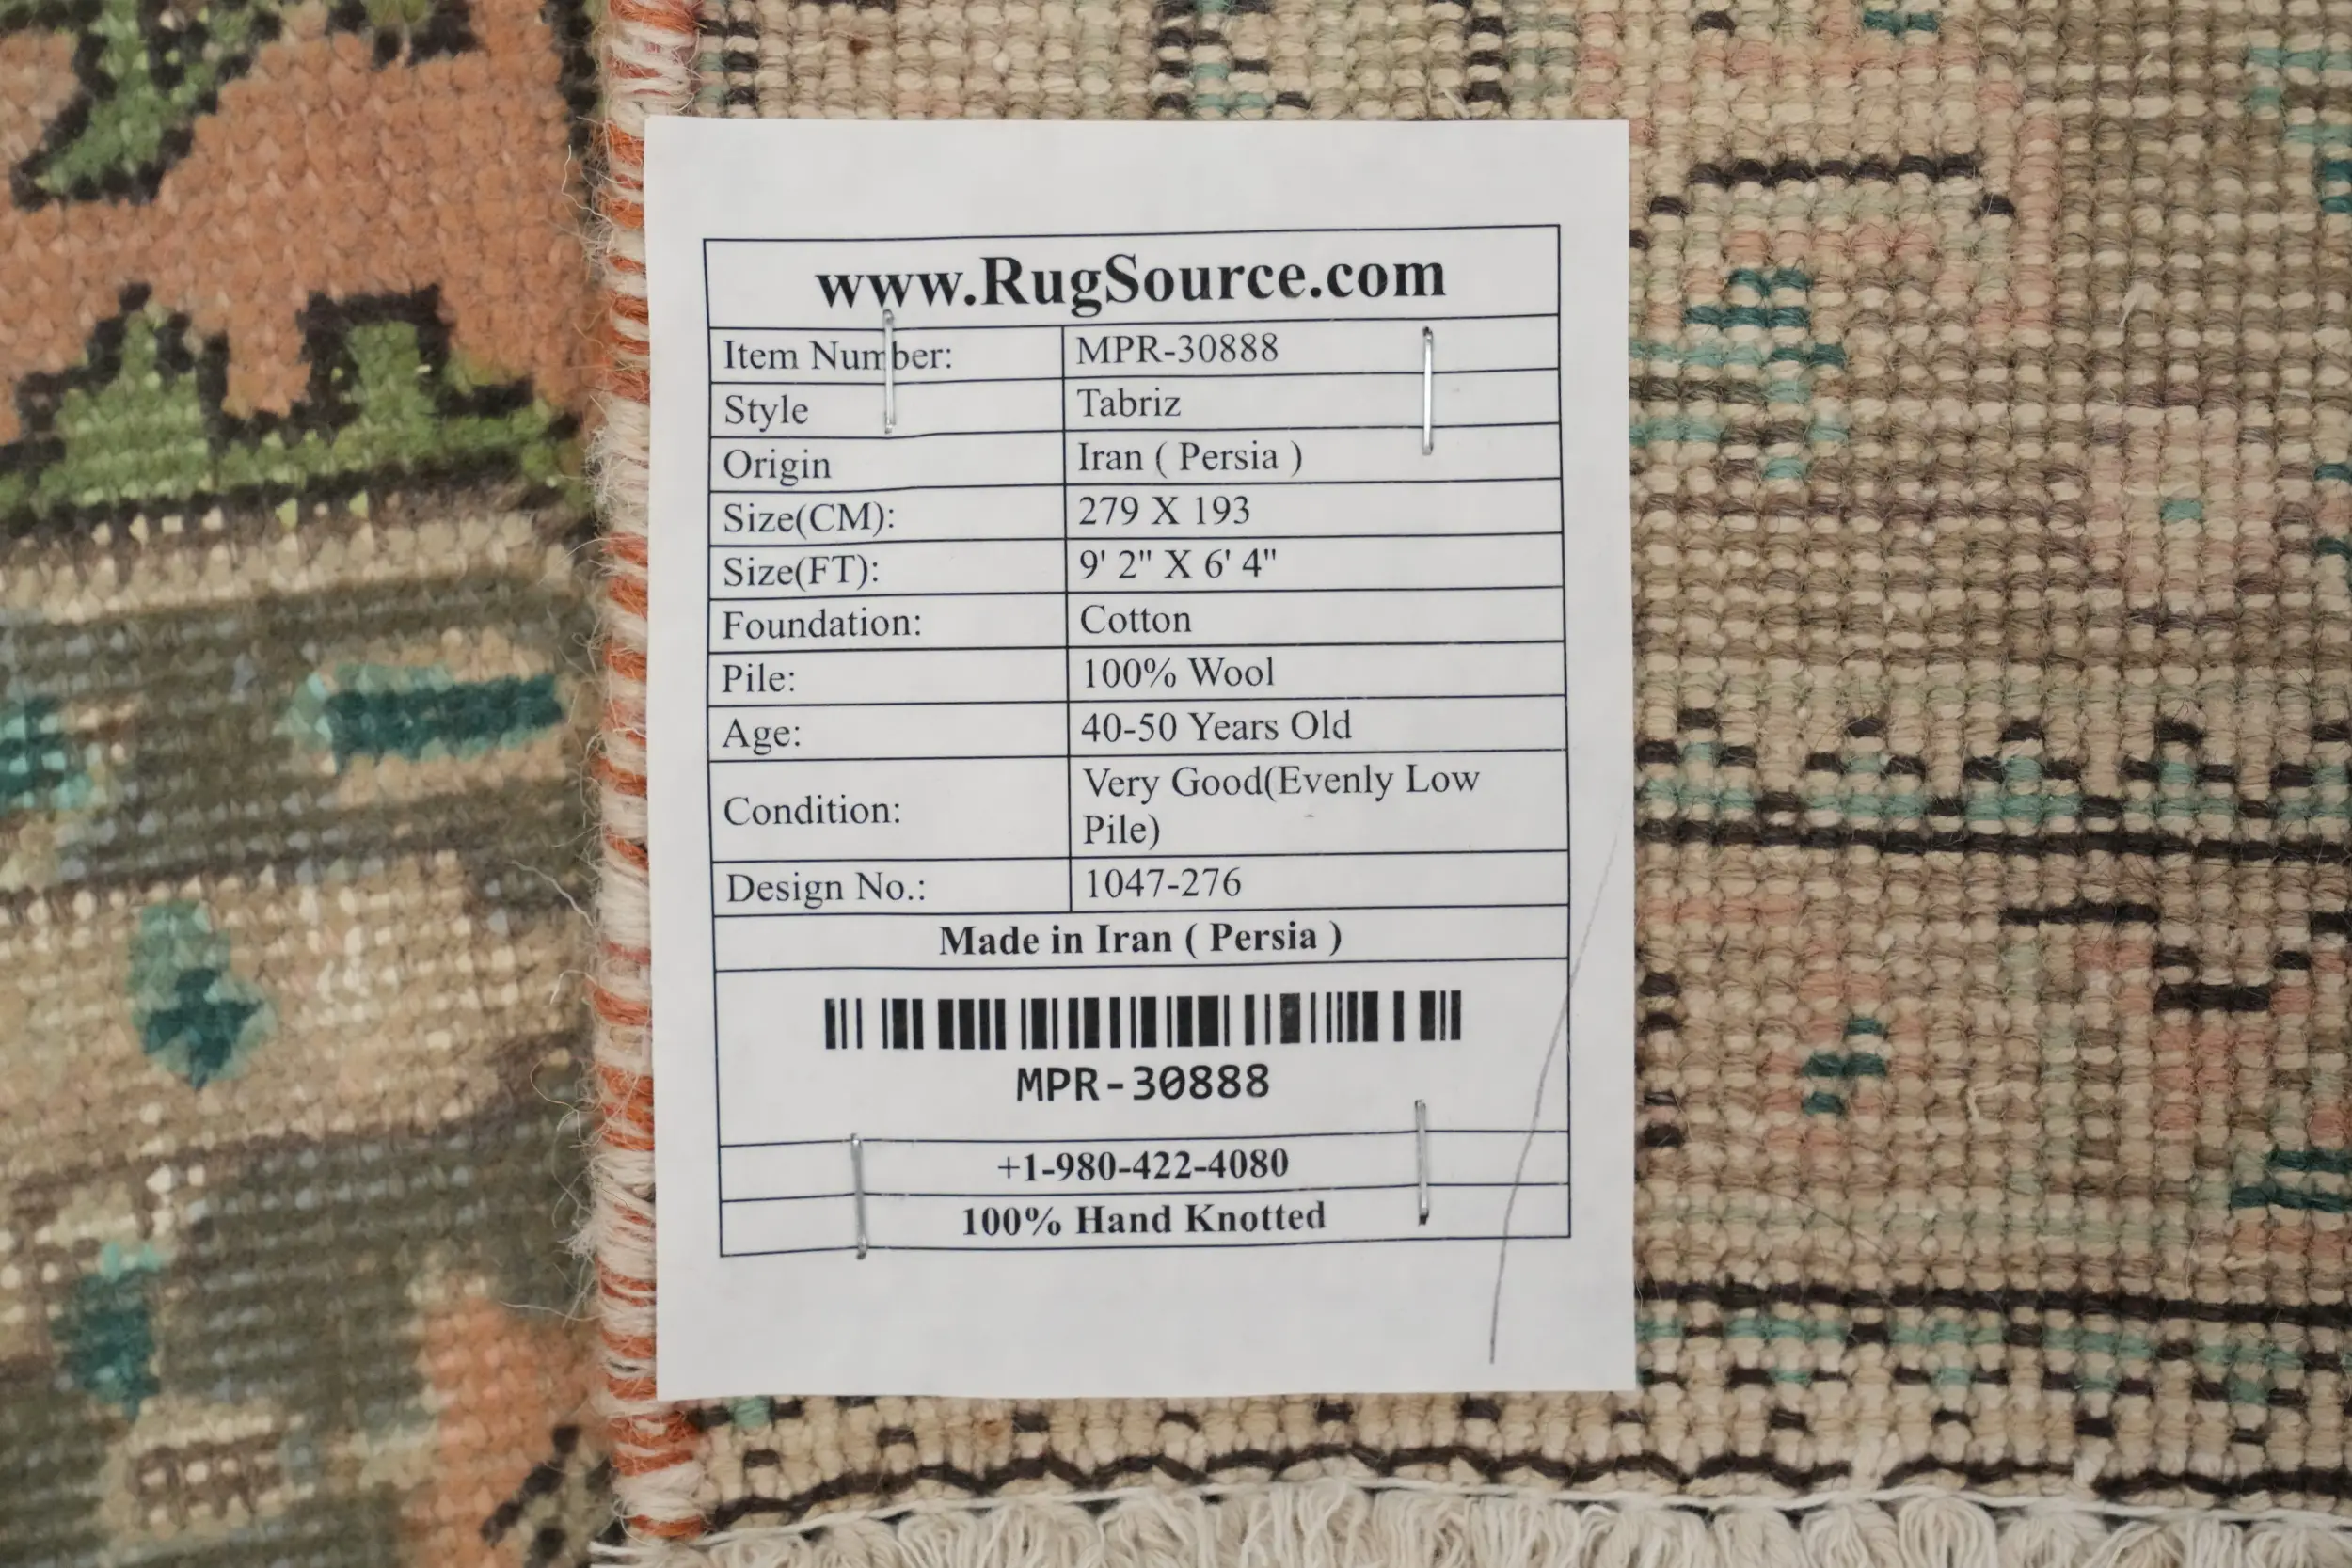 www.RugSource.com
Item Number: MPR-30888
Style Tabriz
Origin Iran ( Persia )
Size(CM): 279 X 193
Size(FT): 9' 2" X 6' 4"
Foundation: Cotton
Pile: 100% Wool
Age: 40-50 Years Old
Condition: Very Good(Evenly Low
Pile)
Design No.: 1047-276
Made in Iran ( Persia )
MPR-30888
+1-980-422-4080
100% Hand Knotted